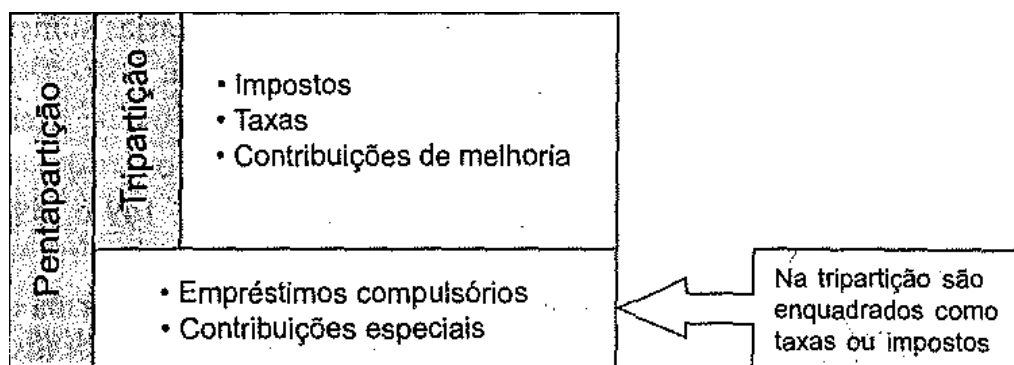 Pentapartição
Tripartição
• Impostos
• Taxas
• Contribuições de melhoria
• Empréstimos compulsórios
• Contribuições especiais
Na tripartição são
enquadrados como
taxas ou impostos